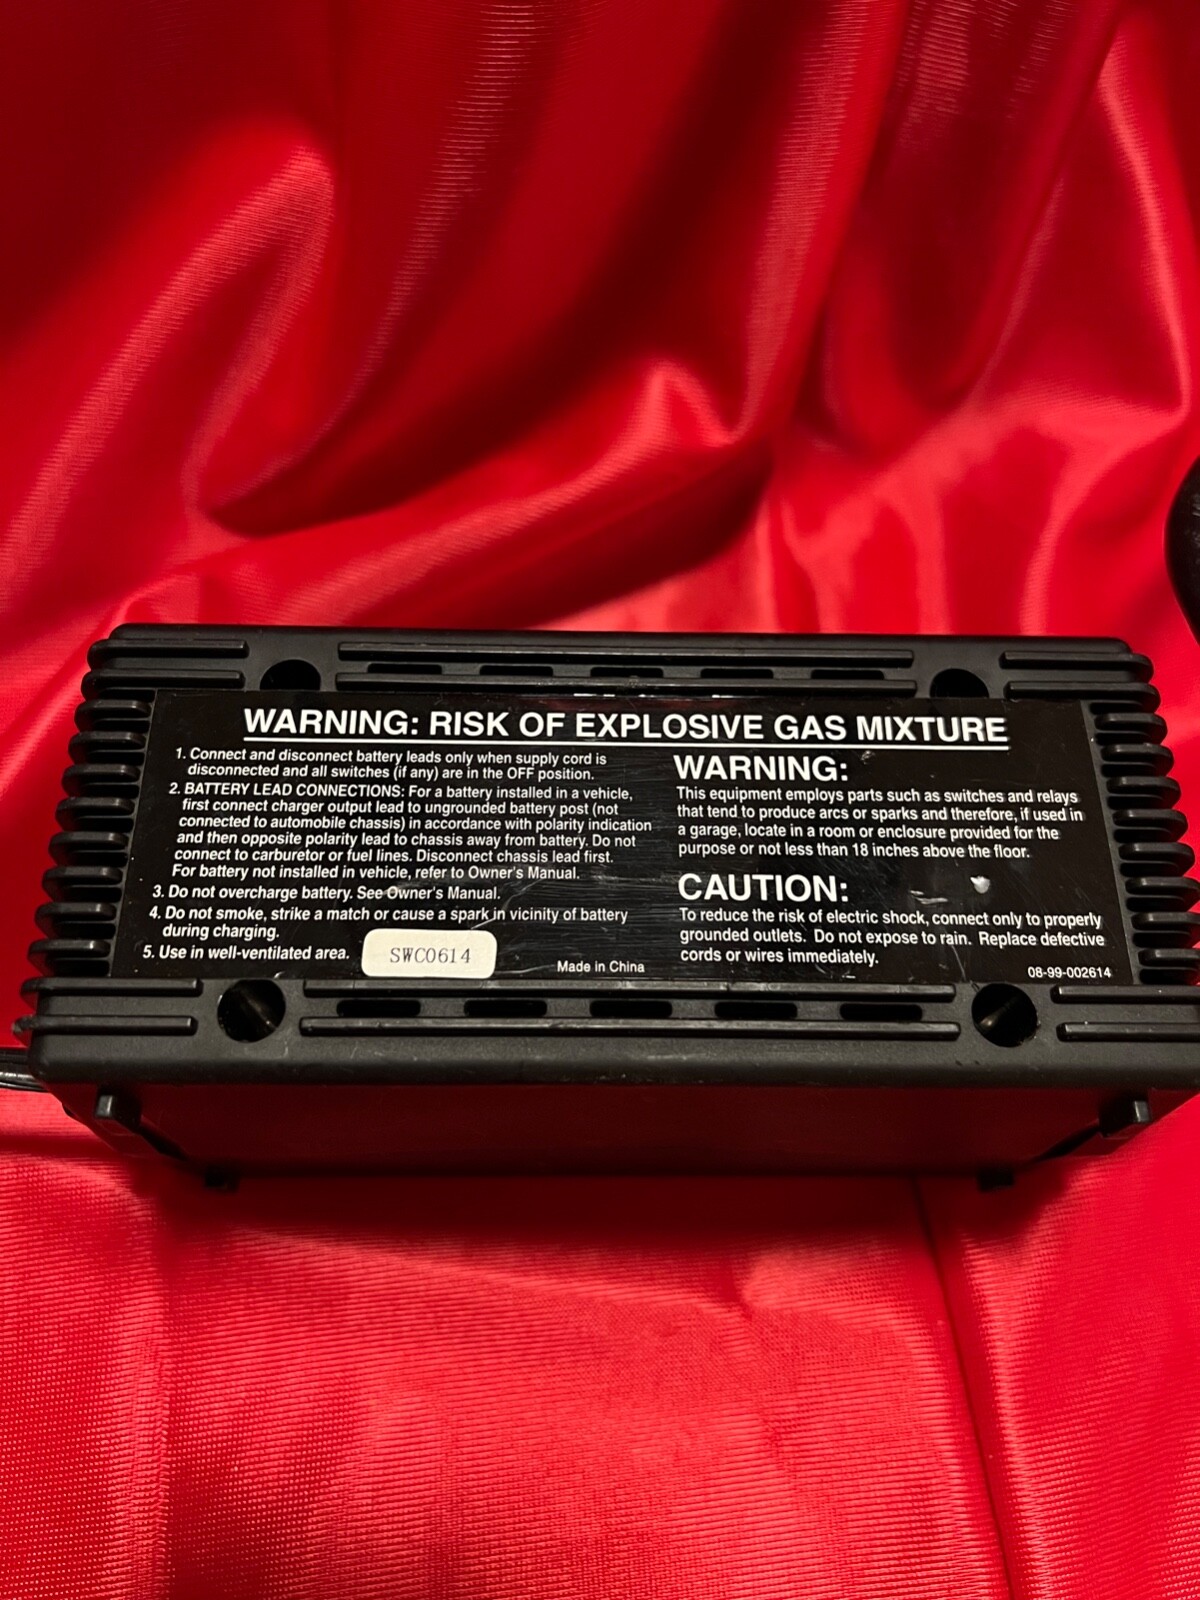 WARNING: RISK OF EXPLOSIVE GAS MIXTURE
1. Connect and disconnect battery leads only when supply cord is
disconnected and all switches (if any) are in the OFF position.
2. BATTERY LEAD CONNECTIONS: For a battery installed in a vehicle,
first connect charger output lead to ungrounded battery post (not
connected to automobile chassis) in accordance with polarity indication
and then opposite polarity lead to chassis away from battery. Do not
connect to carburetor or fuel lines. Disconnect chassis lead first.
For battery not installed in vehicle, refer to Owner's Manual.
3. Do not overcharge battery. See Owner's Manual.
4. Do not smoke, strike a match or cause a spark in vicinity of battery
during charging.
5. Use in well-ventilated area.
SWC0614
Made in China
WARNING:
This equipment employs parts such as switches and relays
that tend to produce arcs or sparks and therefore, if used in
a garage, locate in a room or enclosure provided for the
purpose or not less than 18 inches above the floor.
CAUTION:
To reduce the risk of electric shock, connect only to properly
grounded outlets. Do not expose to rain. Replace defective
cords or wires immediately.
08-99-002614